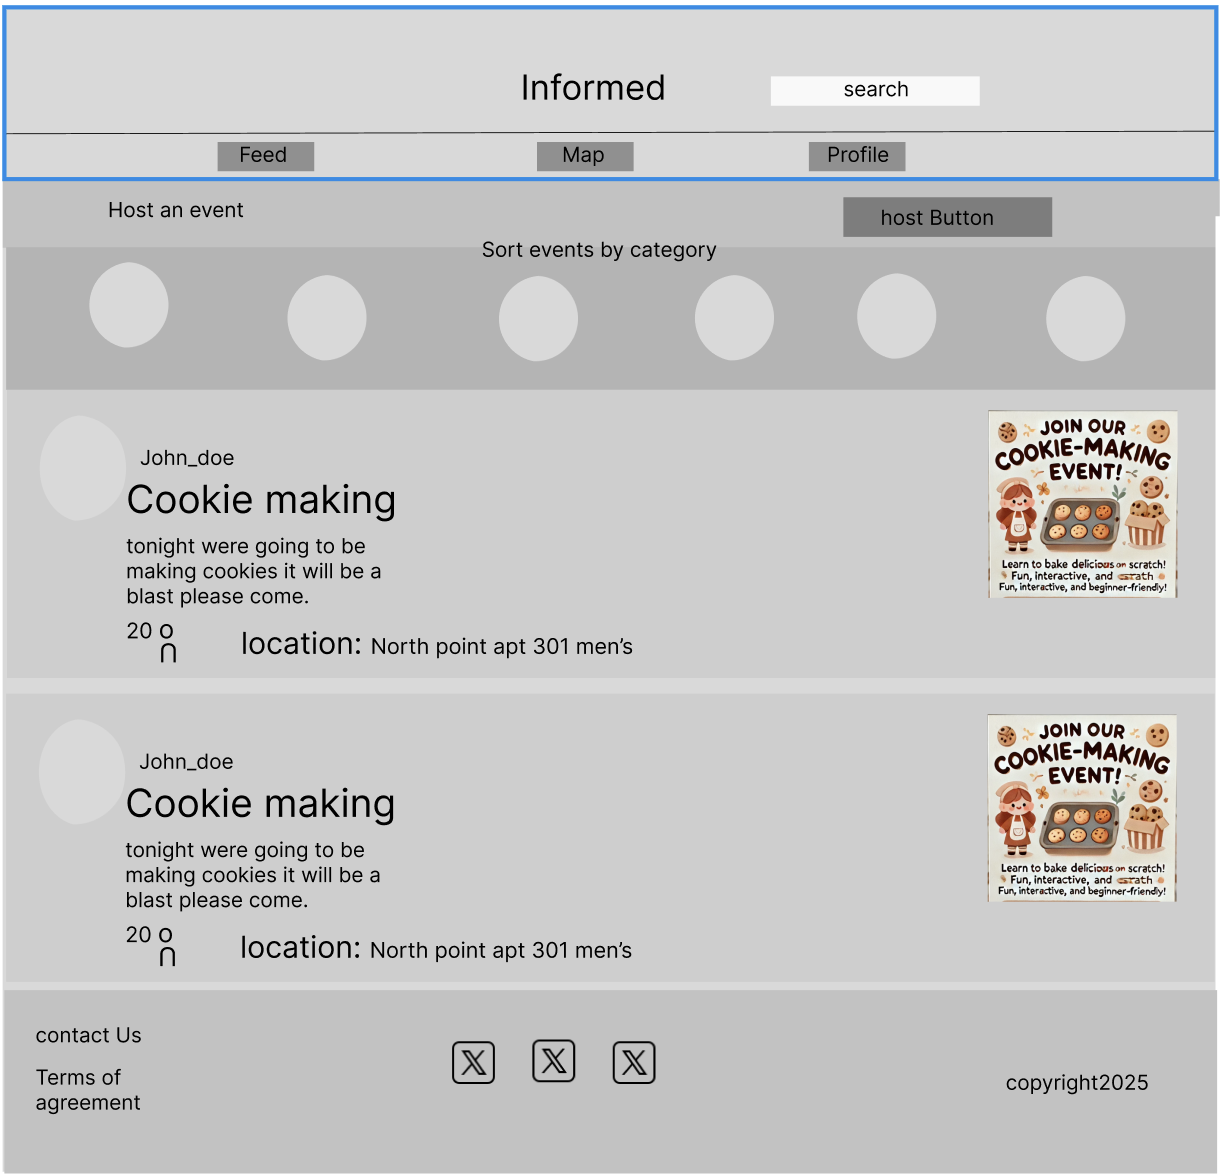 Informed
search
Feed
Map
Profile
Host an event
host Button
Sort events by category
John_doe
Cookie making
tonight were going to be
making cookies it will be a
blast please come.
20
location: North point apt 301 men's
JOIN OUR
COOKIE-MAKING
EVENT!
Learn to bake delicious on scratch!
Fun, interactive, and
Fun, interactive, and beginner-friendly!
John_doe
Cookie making
tonight were going to be
making cookies it will be a
blast please come.
20
location: North point apt 301 men's
JOIN OUR
COOKIE-MAKING
EVENT!
Learn to bake delicious on scratch!
Fun, interactive, and
Fun, interactive, and beginner-friendly!
contact Us
Terms of
agreement
copyright2025